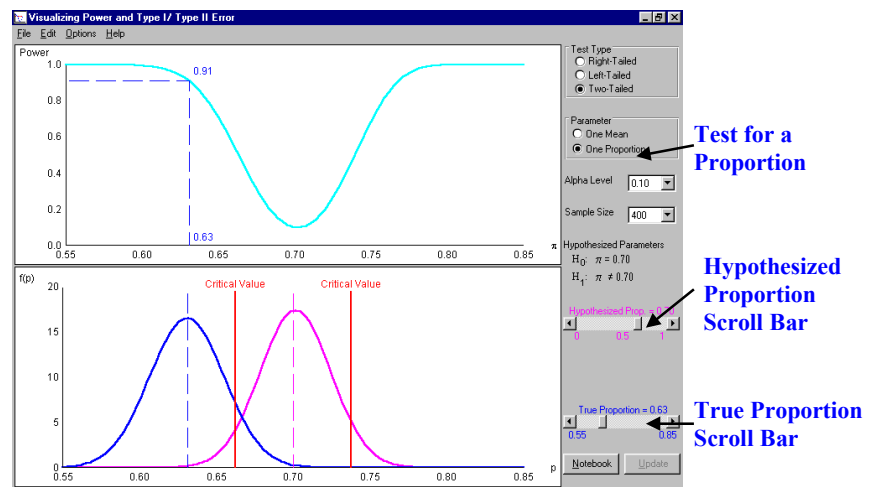 Visualizing Power and Type I/ Type II Error
File Edit Options Help
Power
1.0
0.8
0.6
0.4
0.2
0.0
0.91
0.63
0.55 0.60 0.65 0.70 0.75 0.80 0.85
π
f(p)
20
15
10
5
0
Critical Value Critical Value
0.55 0.60 0.65 0.70 0.75 0.80 0.85
p
Test Type
Right-Tailed
Left-Tailed
Two-Tailed
Parameter
One Mean
One Proportion
Alpha Level 0.10
Sample Size 400
Hypothesized Parameters
H0: π = 0.70
H1: π ≠ 0.70
Hypothesized Prop. = 0.70
0 0.5 1
True Proportion = 0.63
0.55 0.85
Notebook Update
Test for a
Proportion
Hypothesized
Proportion
Scroll Bar
True Proportion
Scroll Bar